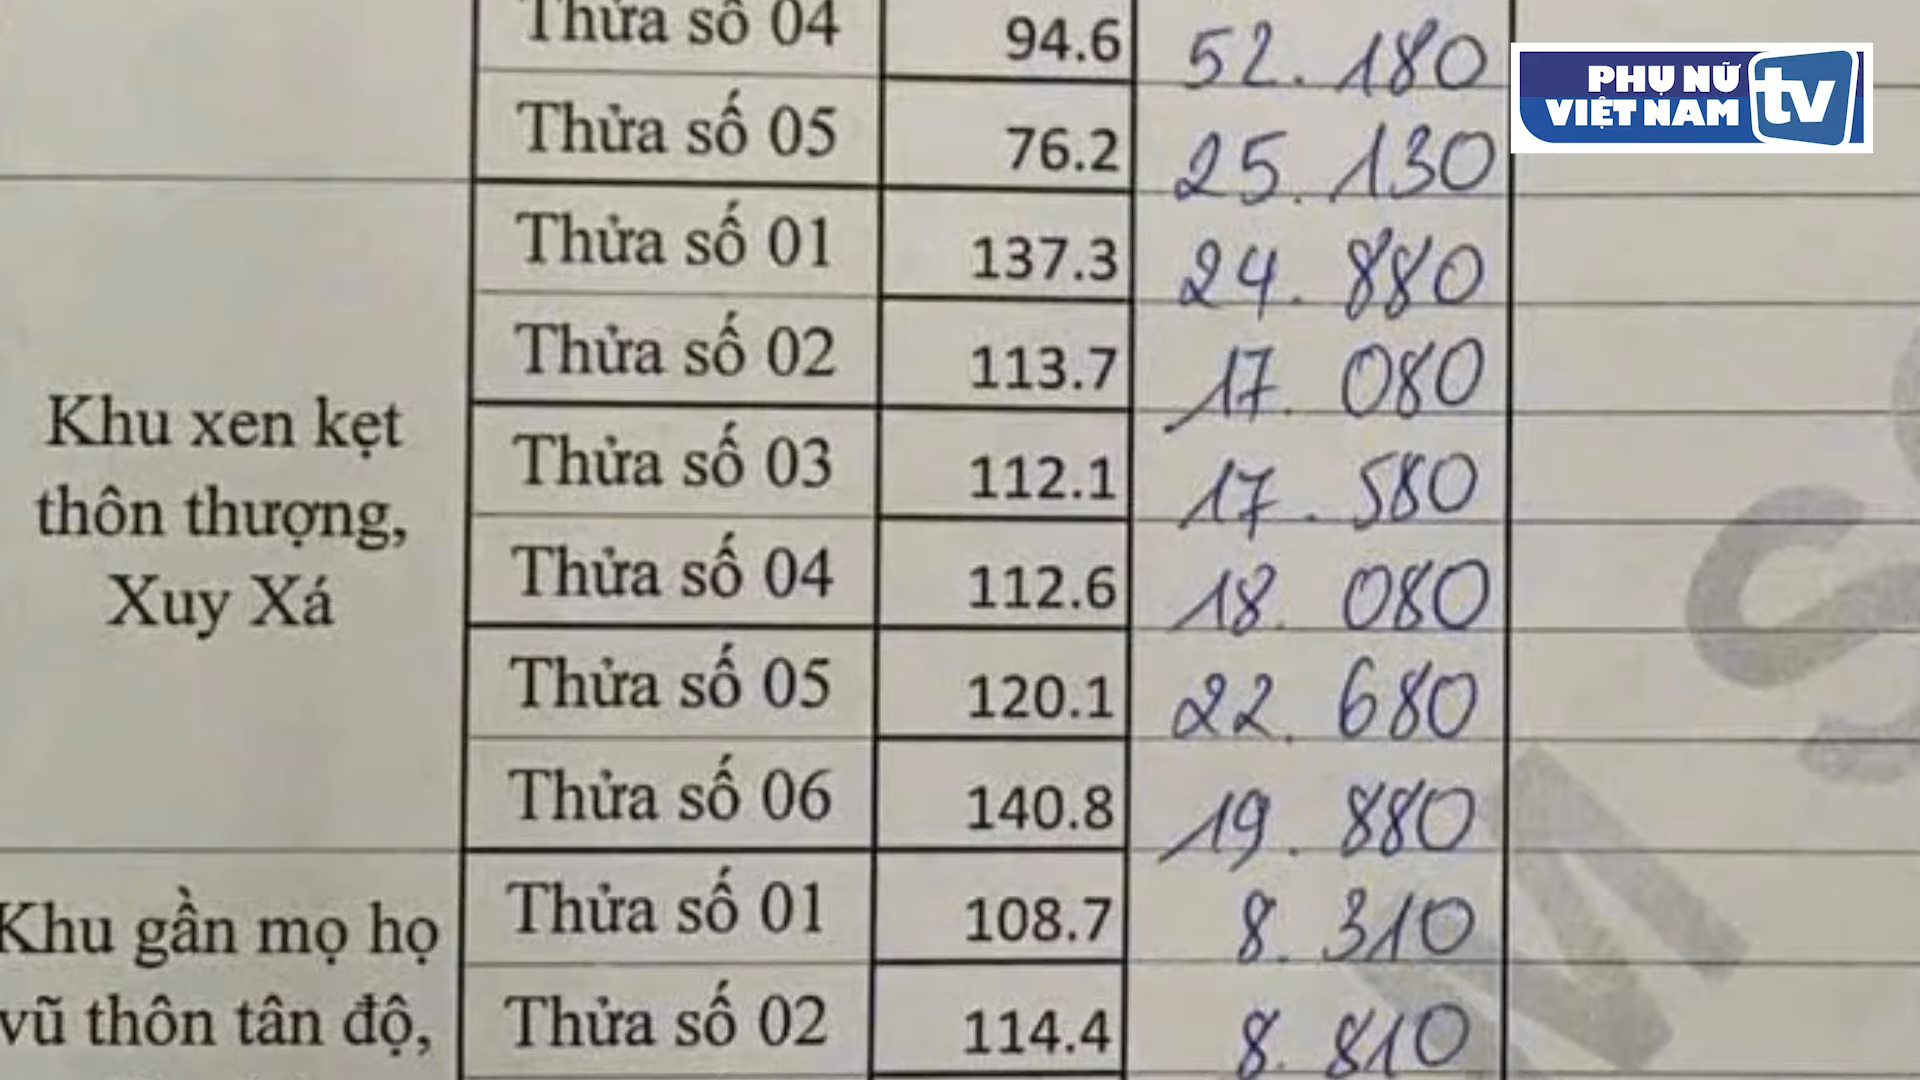 Thửa số 04 94.6 52.180
Thửa số 05 76.2 25.130
Thửa số 01 137.3 24.880
Thửa số 02 113.7 17.080
Khu xen kẹt
thôn thượng,
Xuy Xá
Thửa số 03 112.1 17.580
Thửa số 04 112.6 18.080
Thửa số 05 120.1 22.680
Thửa số 06 140.8 19.880
Khu gần mọ họ
vũ thôn tân độ,
Thửa số 01 108.7 8.310
Thửa số 02 114.4 8.810
PHỤ NỮ
VIỆT NAM
tv